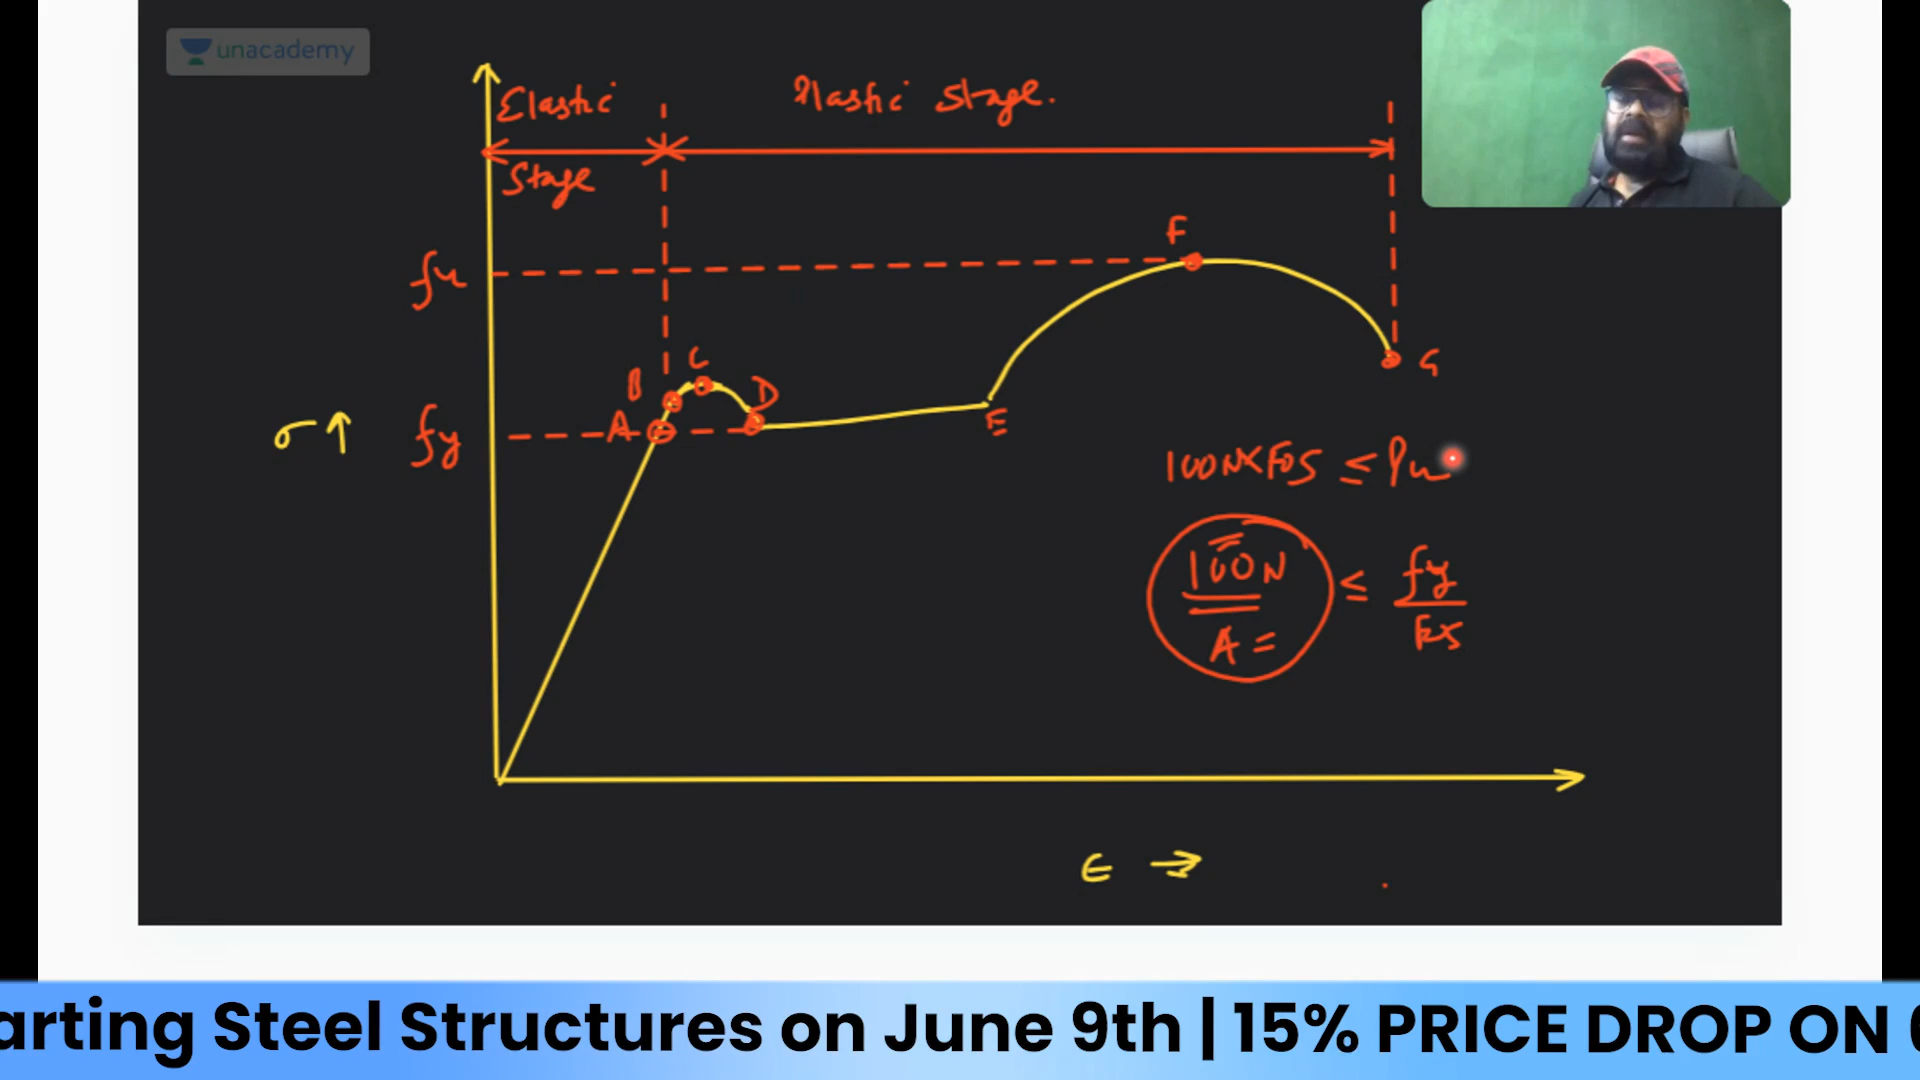 unacademy
Elastic
Stage
Plastic Stage.
fu
F
G
B
C
D
A
E
σ↑
fy
100N×FOS ≤ Pu
100N
A =
≤ fy
FOS
ϵ →
arting Steel Structures on June 9th | 15% PRICE DROP ON